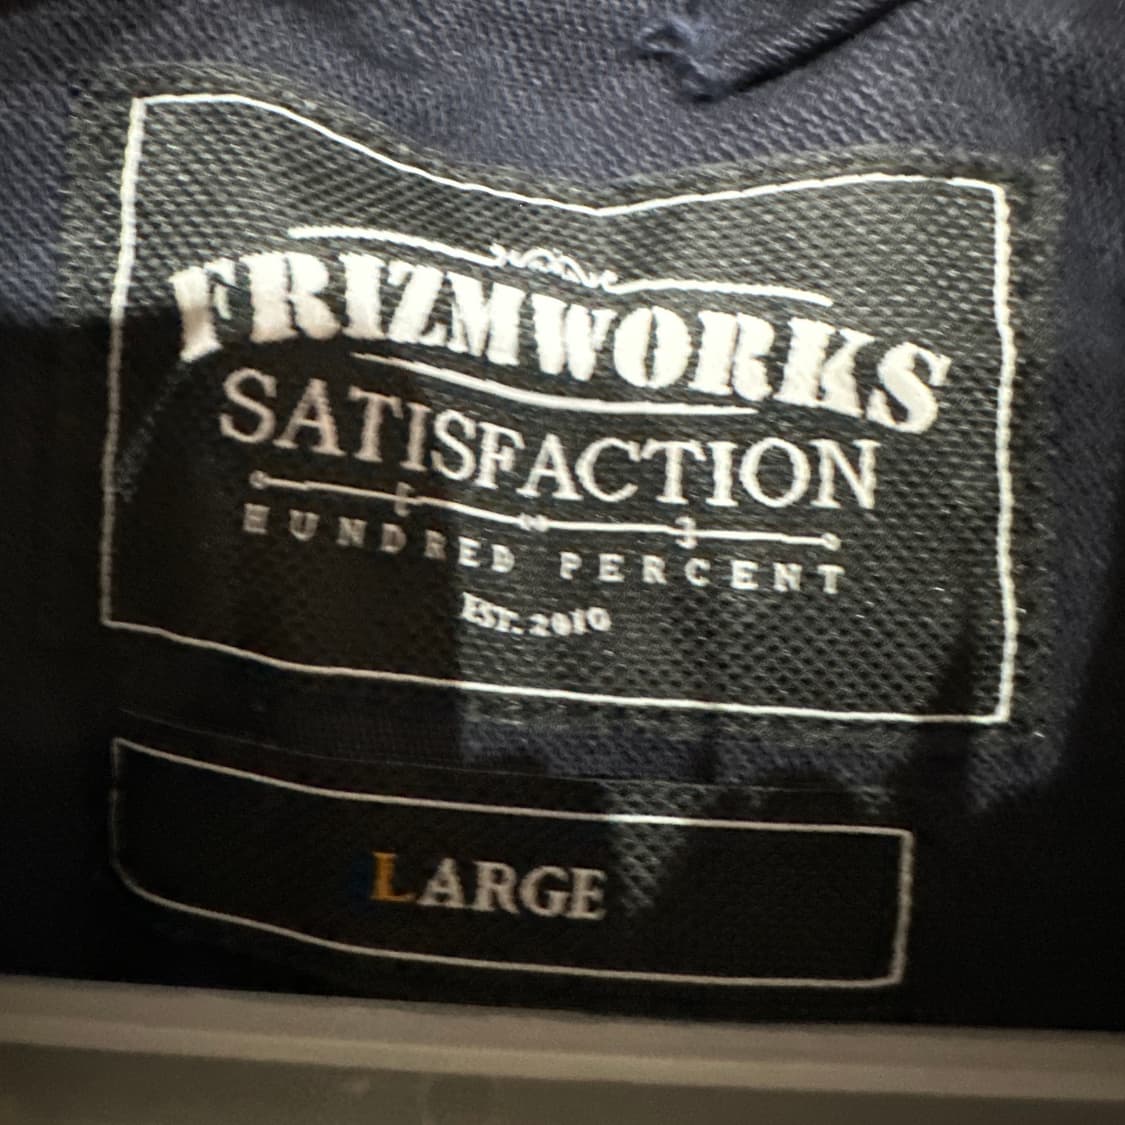 FRIZMWORKS
SATISFACTION
HUNDRED PERCENT
EST. 2010
LARGE